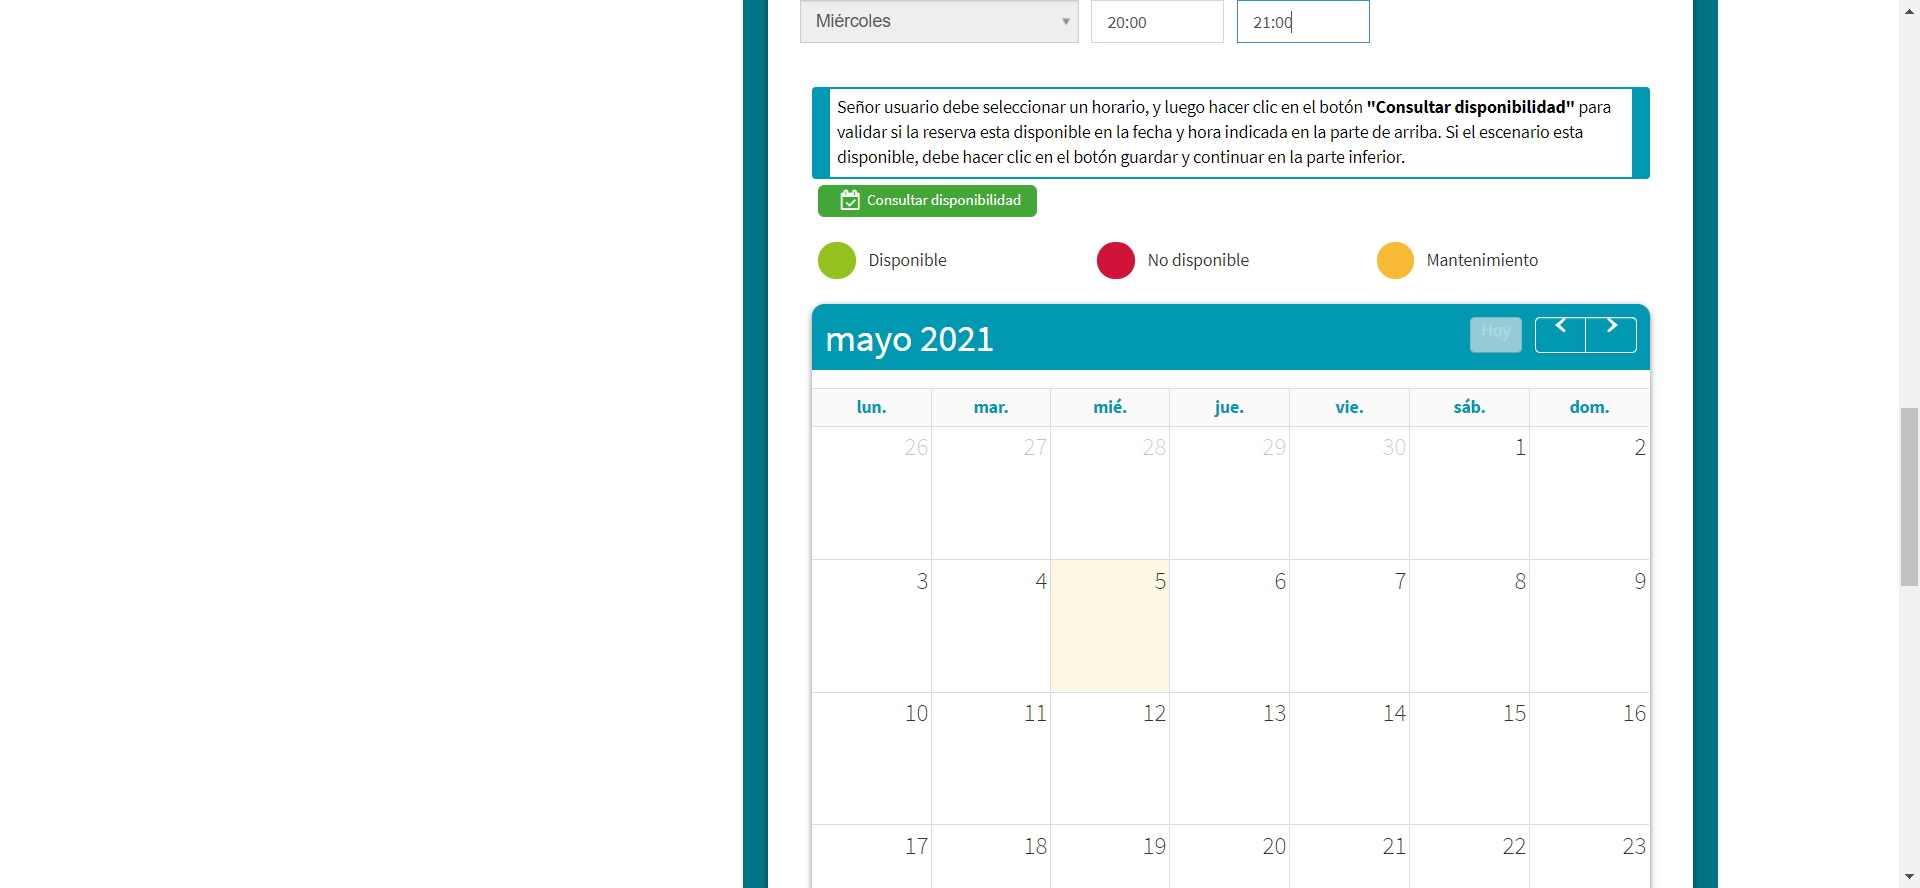 Miércoles 20:00 21:00
Señor usuario debe seleccionar un horario, y luego hacer clic en el botón "Consultar disponibilidad" para
validar si la reserva esta disponible en la fecha y hora indicada en la parte de arriba. Si el escenario esta
disponible, debe hacer clic en el botón guardar y continuar en la parte inferior.
Consultar disponibilidad
Disponible No disponible Mantenimiento
mayo 2021 Hoy
lun. mar. mié. jue. vie. sáb. dom.
26 27 28 29 30 1 2
3 4 5 6 7 8 9
10 11 12 13 14 15 16
17 18 19 20 21 22 23